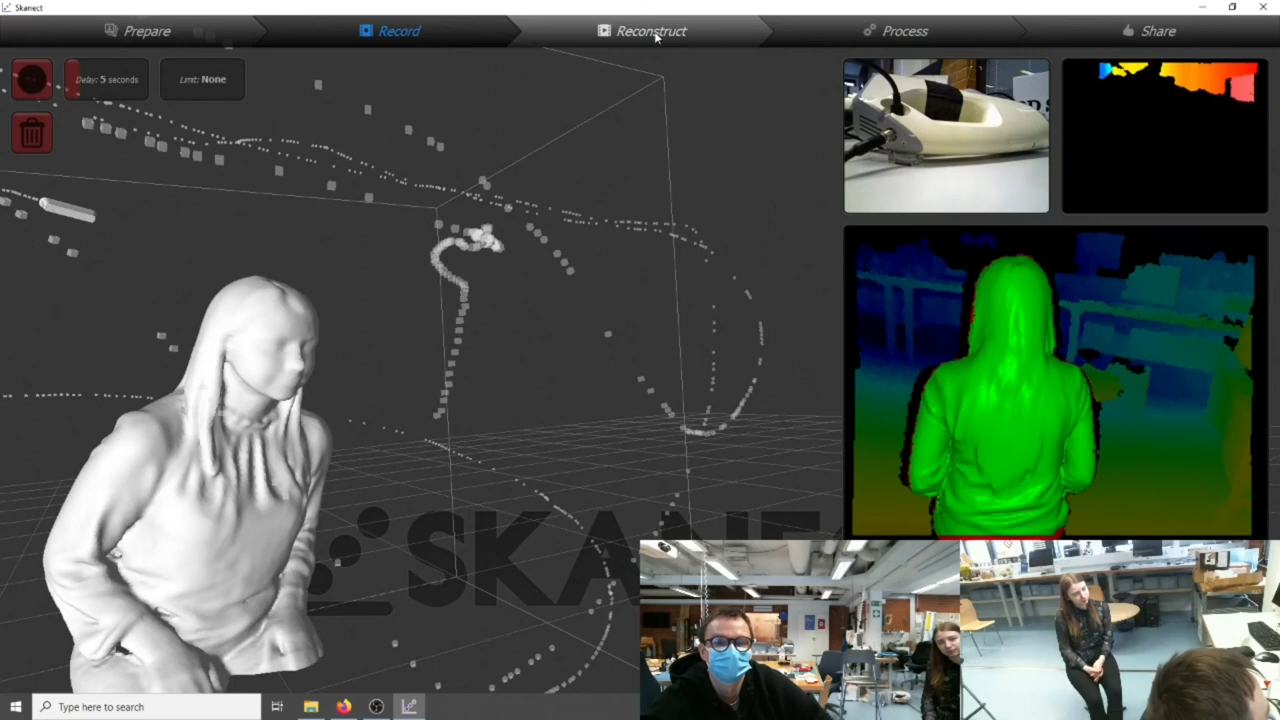 Skanect
Prepare
Record
Reconstruct
Process
Share
Delay: 5 seconds
Limit: None
SKANE
Type here to search